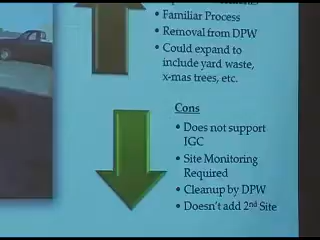 • Familiar Process
• Removal from DPW
• Could expand to
include yard waste,
x-mas trees, etc.
Cons
• Does not support
IGC
• Site Monitoring
Required
• Cleanup by DPW
• Doesn't add 2nd Site